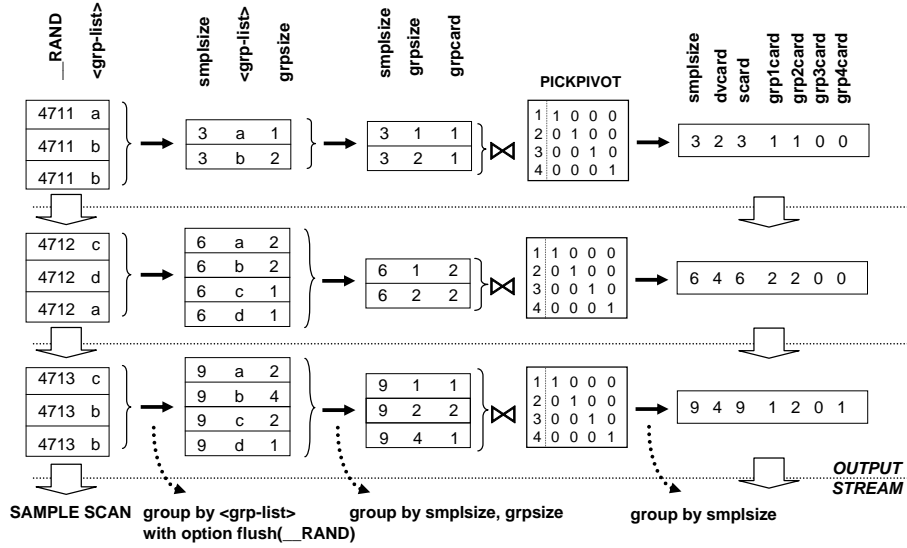 __RAND <grp-list> smplsize <grp-list> grpsize smplsize grpsize grpcard PICKPIVOT smplsize dvcard scard grp1card grp2card grp3card grp4card
4711 a
4711 b
4711 b
3 a 1
3 b 2
3 1 1
3 2 1
1 1 0 0 0
2 0 1 0 0
3 0 0 1 0
4 0 0 0 1
3 2 3 1 1 0 0
4712 c
4712 d
4712 a
6 a 2
6 b 2
6 c 1
6 d 1
6 1 2
6 2 2
1 1 0 0 0
2 0 1 0 0
3 0 0 1 0
4 0 0 0 1
6 4 6 2 2 0 0
4713 c
4713 b
4713 b
9 a 2
9 b 4
9 c 2
9 d 1
9 1 1
9 2 2
9 4 1
1 1 0 0 0
2 0 1 0 0
3 0 0 1 0
4 0 0 0 1
9 4 9 1 2 0 1
OUTPUT
STREAM
SAMPLE SCAN
group by <grp-list>
with option flush(__RAND)
group by smplsize, grpsize
group by smplsize